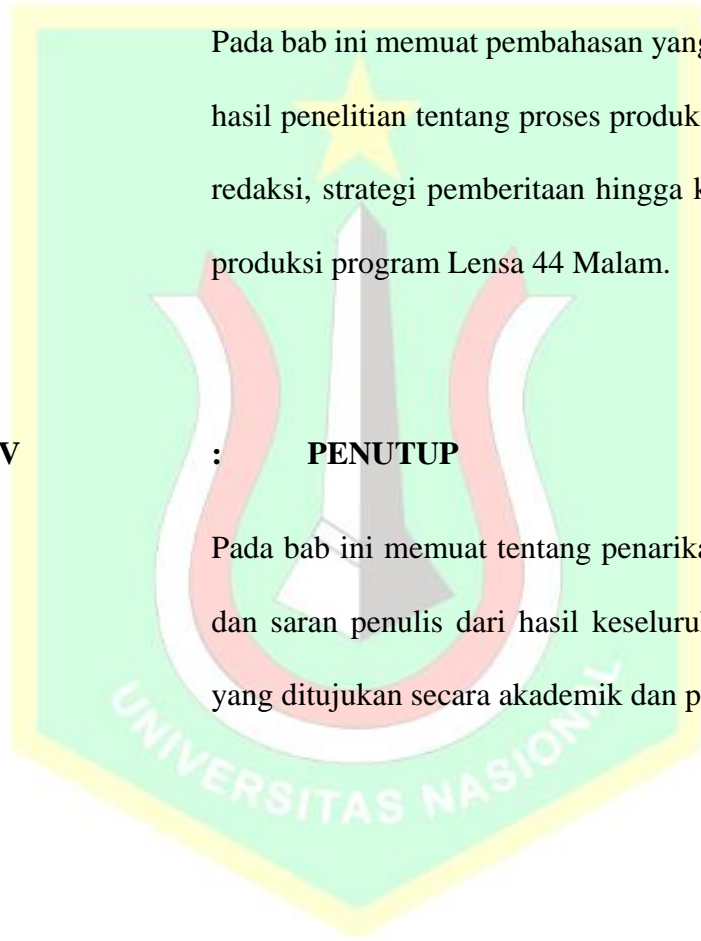 Pada bab ini memuat pembahasan yang
hasil penelitian tentang proses produk
redaksi, strategi pemberitaan hingga k
produksi program Lensa 44 Malam.
V : PENUTUP
Pada bab ini memuat tentang penarika
dan saran penulis dari hasil keseluru
yang ditujukan secara akademik dan p
UNIVERSITAS NASIONAL